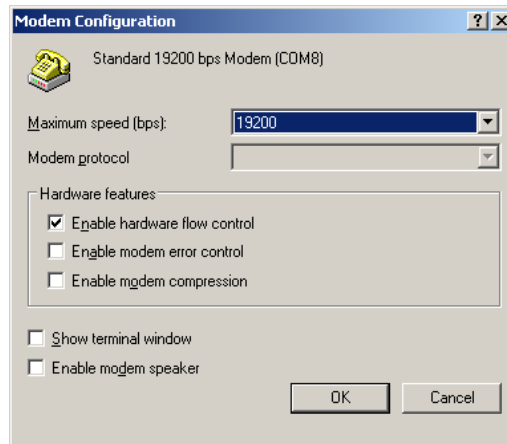 Modem Configuration
Standard 19200 bps Modem (COM8)
Maximum speed (bps): 19200
Modem protocol
Hardware features
Enable hardware flow control
Enable modem error control
Enable modem compression
Show terminal window
Enable modem speaker
OK Cancel